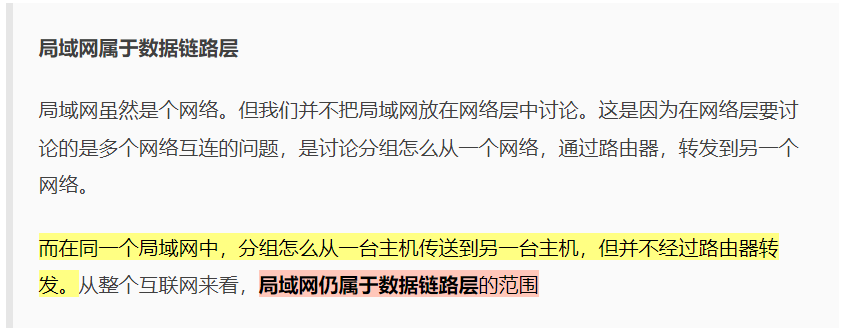 局域网属于数据链路层
局域网虽然是个网络。但我们并不把局域网放在网络层中讨论。这是因为在网络层要讨
论的是多个网络互连的问题，是讨论分组怎么从一个网络，通过路由器，转发到另一个
网络。
而在同一个局域网中，分组怎么从一台主机传送到另一台主机，但并不经过路由器转
发。从整个互联网来看，局域网仍属于数据链路层的范围